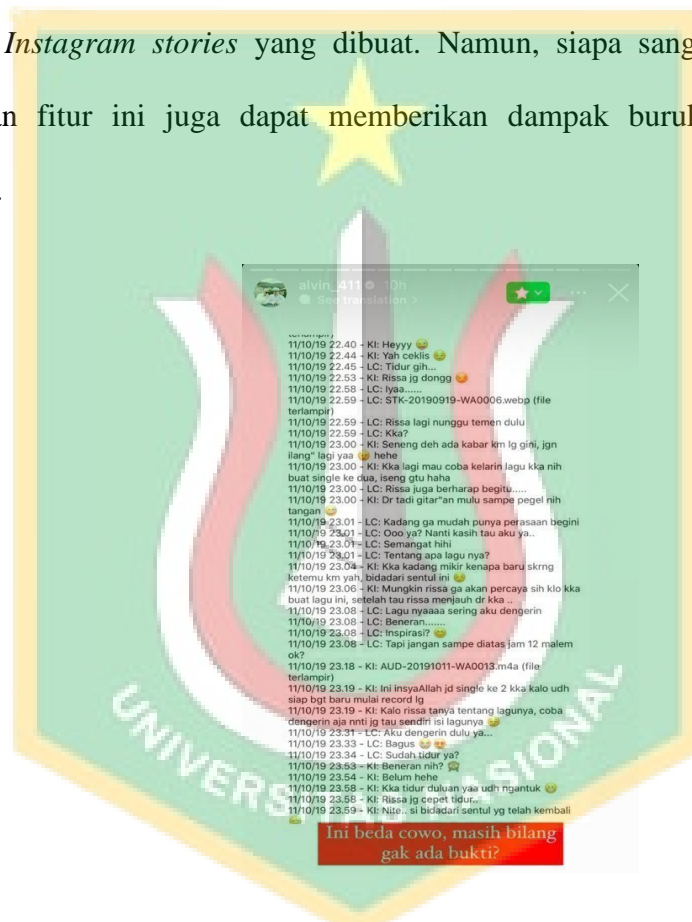 Instagram stories yang dibuat. Namun, siapa sang
n fitur ini juga dapat memberikan dampak buru
alvin_411 10h
See translation >
terlampir)
11/10/19 22.40 - KI: Heyyy 😄
11/10/19 22.44 - KI: Yah ceklis 😔
11/10/19 22.45 - LC: Tidur gih...
11/10/19 22.53 - KI: Rissa jg dongg 😔
11/10/19 22.58 - LC: Iyaa......
11/10/19 22.59 - LC: STK-20190919-WA0006.webp (file
terlampir)
11/10/19 22.59 - LC: Rissa lagi nunggu temen dulu
11/10/19 22.59 - LC: Kka?
11/10/19 23.00 - KI: Seneng deh ada kabar km lg gini, jgn
ilang" lagi yaa 😄 hehe
11/10/19 23.00 - KI: Kka lagi mau coba kelarin lagu kka nih
buat single ke dua, iseng gtu haha
11/10/19 23.00 - LC: Rissa juga berharap begitu.....
11/10/19 23.00 - KI: Dr tadi gitar"an mulu sampe pegel nih
tangan 😅
11/10/19 23.01 - LC: Kadang ga mudah punya perasaan begini
11/10/19 23.01 - LC: Ooo ya? Nanti kasih tau aku ya..
11/10/19 23.01 - LC: Semangat hihi
11/10/19 23.01 - LC: Tentang apa lagu nya?
11/10/19 23.04 - KI: Kka kadang mikir kenapa baru skrng
ketemu km yah, bidadari sentul ini 😄
11/10/19 23.06 - KI: Mungkin rissa ga akan percaya sih klo kka
buat lagu ini, setelah tau rissa menjauh dr kka ..
11/10/19 23.08 - LC: Lagu nyaaaa sering aku dengerin
11/10/19 23.08 - LC: Beneran.......
11/10/19 23.08 - LC: Inspirasi? 😄
11/10/19 23.08 - LC: Tapi jangan sampe diatas jam 12 malem
ok?
11/10/19 23.18 - KI: AUD-20191011-WA0013.m4a (file
terlampir)
11/10/19 23.19 - KI: Ini insyaAllah jd single ke 2 kka kalo udh
siap bgt baru mulai record lg
11/10/19 23.19 - KI: Kalo rissa tanya tentang lagunya, coba
dengerin aja nnti jg tau sendiri isi lagunya 😄
11/10/19 23.31 - LC: Aku dengerin dulu ya...
11/10/19 23.33 - LC: Bagus 😄😍
11/10/19 23.34 - LC: Sudah tidur ya?
11/10/19 23.53 - KI: Beneran nih? 🙈
11/10/19 23.54 - KI: Belum hehe
11/10/19 23.58 - KI: Kka tidur duluan yaa udh ngantuk 😄
11/10/19 23.58 - KI: Rissa jg cepet tidur..
11/10/19 23.59 - KI: Nite.. si bidadari sentul yg telah kembali
😄
Ini beda cowo, masih bilang
gak ada bukti?
UNIVERSITAS NASIONAL